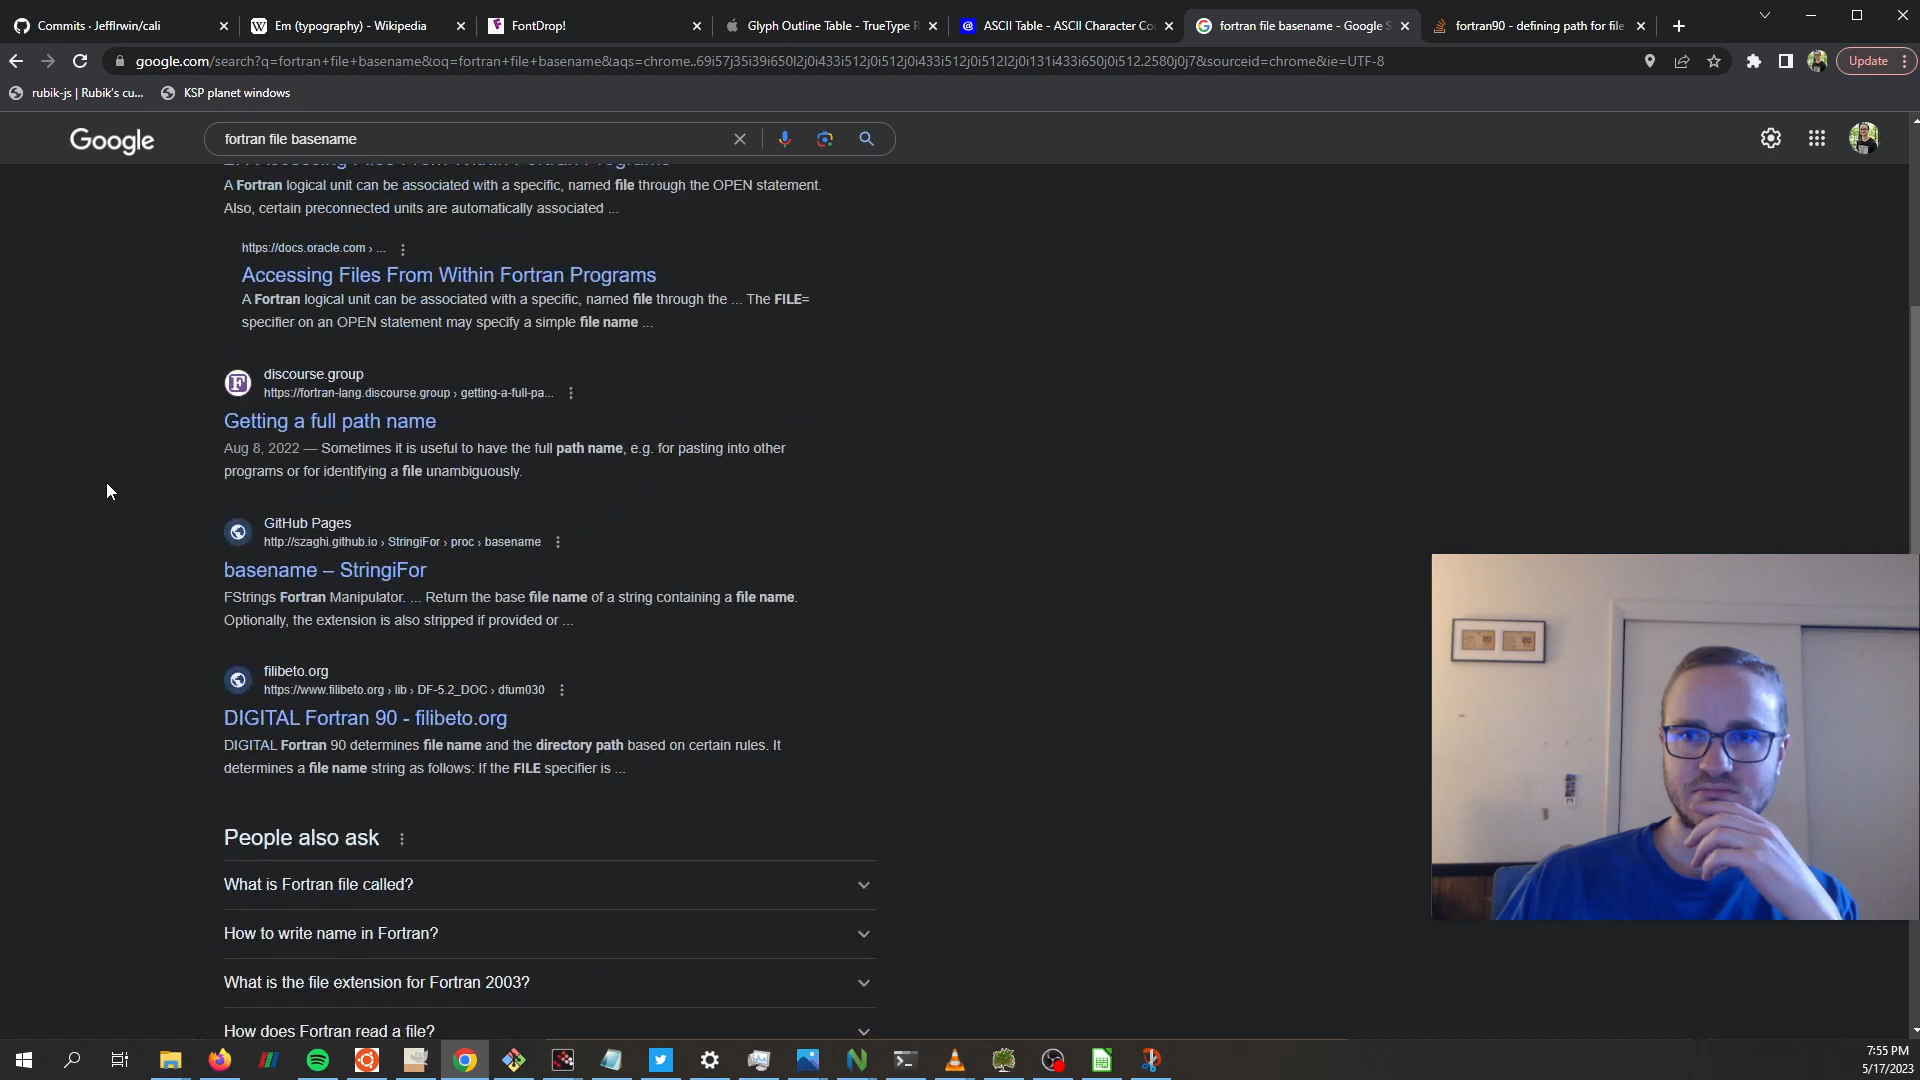 Commits · JeffIrwin/cali
Em (typography) - Wikipedia
FontDrop!
Glyph Outline Table - TrueType R
ASCII Table - ASCII Character Co
fortran file basename - Google S
fortran90 - defining path for file
google.com/search?q=fortran+file+basename&oq=fortran+file+basename&aqs=chrome..69i57j35i39i650l2j0i433i512j0i512j0i433i512j0i512l2j0i131i433i650j0i512.2580j0j7&sourceid=chrome&ie=UTF-8
Update
rubik-js | Rubik's cu...
KSP planet windows
Google
fortran file basename
Accessing Files From Within Fortran Programs
A Fortran logical unit can be associated with a specific, named file through the OPEN statement.
Also, certain preconnected units are automatically associated ...
https://docs.oracle.com › ...
Accessing Files From Within Fortran Programs
A Fortran logical unit can be associated with a specific, named file through the ... The FILE=
specifier on an OPEN statement may specify a simple file name ...
discourse.group
https://fortran-lang.discourse.group › getting-a-full-pa...
Getting a full path name
Aug 8, 2022 — Sometimes it is useful to have the full path name, e.g. for pasting into other
programs or for identifying a file unambiguously.
GitHub Pages
http://szaghi.github.io › StringiFor › proc › basename
basename – StringiFor
FStrings Fortran Manipulator. ... Return the base file name of a string containing a file name.
Optionally, the extension is also stripped if provided or ...
filibeto.org
https://www.filibeto.org › lib › DF-5.2_DOC › dfum030
DIGITAL Fortran 90 - filibeto.org
DIGITAL Fortran 90 determines file name and the directory path based on certain rules. It
determines a file name string as follows: If the FILE specifier is ...
People also ask
What is Fortran file called?
How to write name in Fortran?
What is the file extension for Fortran 2003?
How does Fortran read a file?
7:55 PM
5/17/2023